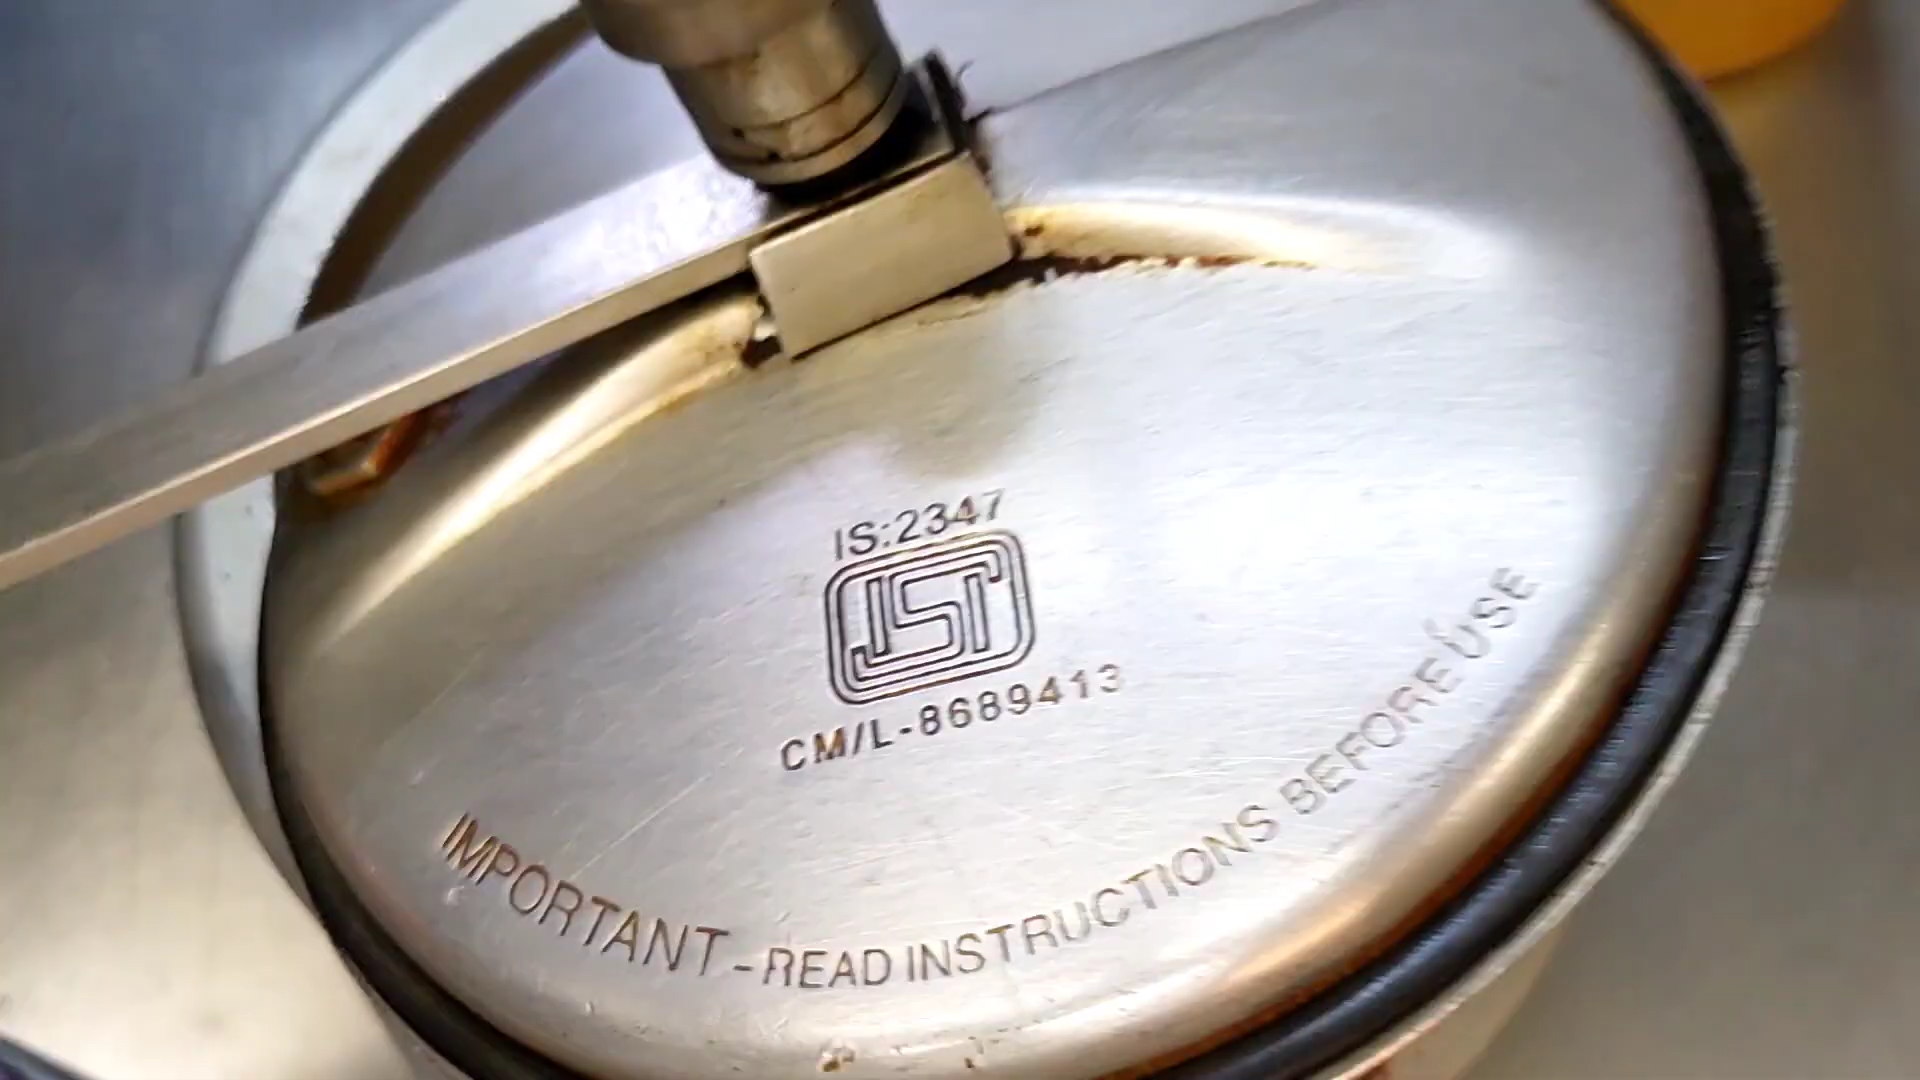 IS:2347
ISI
CM/L-8689413
IMPORTANT - READ INSTRUCTIONS BEFORE USE